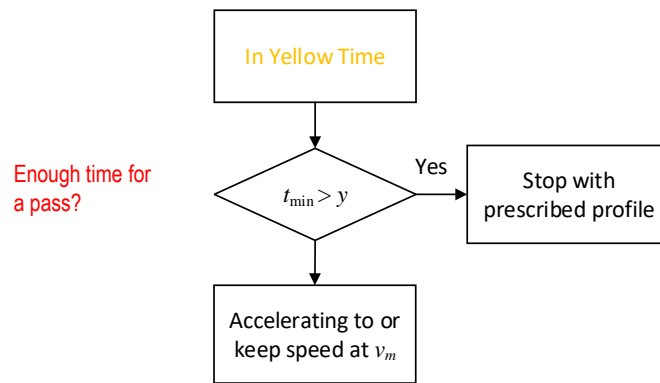 In Yellow Time
Enough time for
a pass?
t_min > y
Yes
Stop with
prescribed profile
Accelerating to or
keep speed at v_m